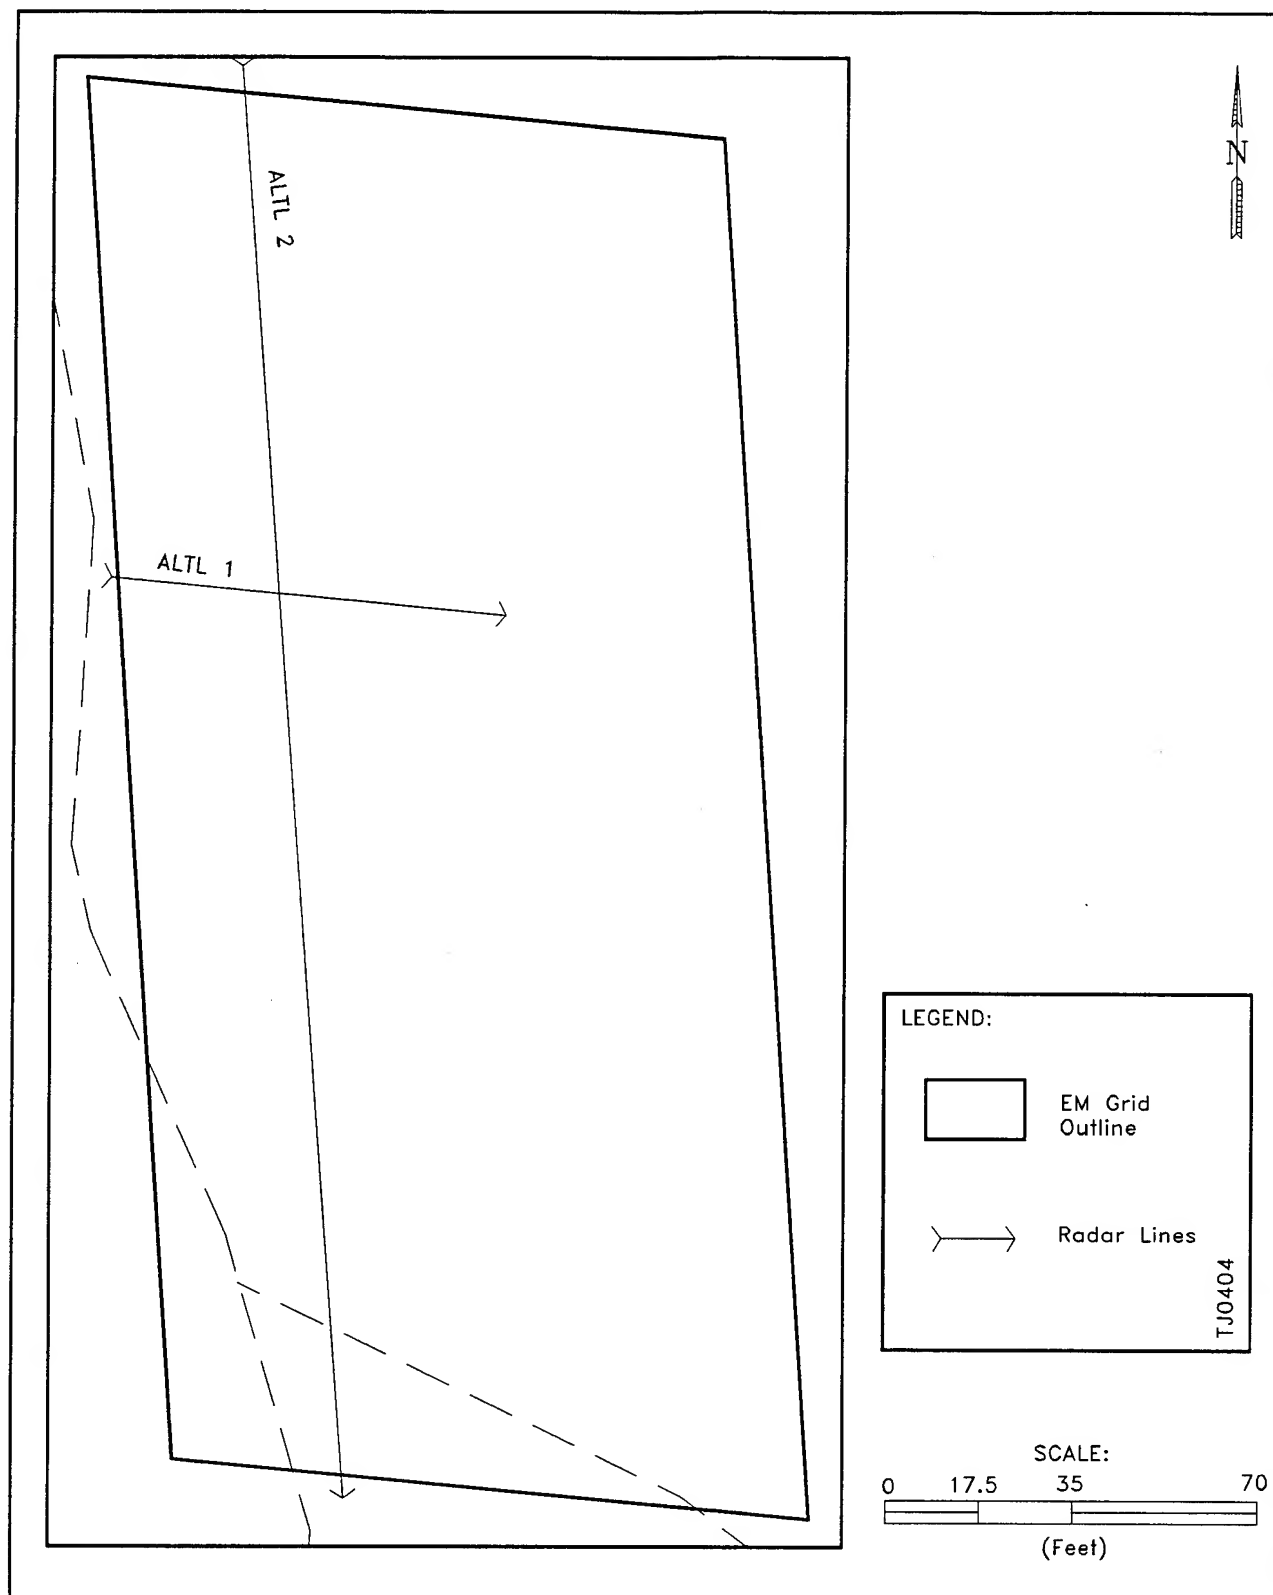 N
ALTL 2
ALTL 1
LEGEND:
EM Grid
Outline
Radar Lines
TJ0404
SCALE:
0 17.5 35 70
(Feet)